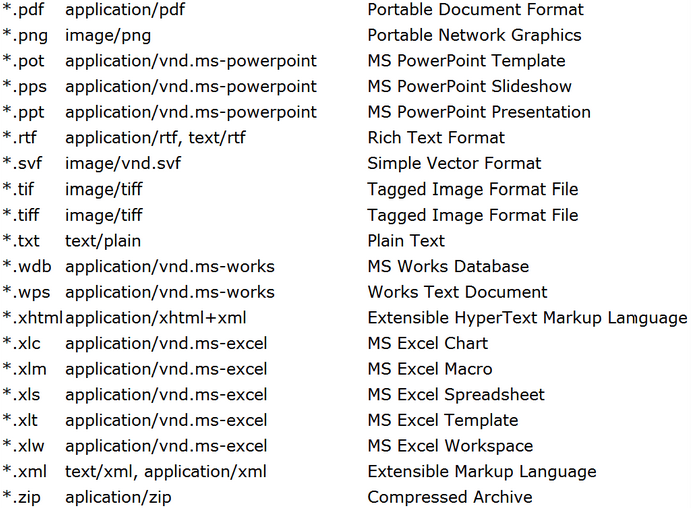 *.pdf application/pdf Portable Document Format
*.png image/png Portable Network Graphics
*.pot application/vnd.ms-powerpoint MS PowerPoint Template
*.pps application/vnd.ms-powerpoint MS PowerPoint Slideshow
*.ppt application/vnd.ms-powerpoint MS PowerPoint Presentation
*.rtf application/rtf, text/rtf Rich Text Format
*.svf image/vnd.svf Simple Vector Format
*.tif image/tiff Tagged Image Format File
*.tiff image/tiff Tagged Image Format File
*.txt text/plain Plain Text
*.wdb application/vnd.ms-works MS Works Database
*.wps application/vnd.ms-works Works Text Document
*.xhtml application/xhtml+xml Extensible HyperText Markup Language
*.xlc application/vnd.ms-excel MS Excel Chart
*.xlm application/vnd.ms-excel MS Excel Macro
*.xls application/vnd.ms-excel MS Excel Spreadsheet
*.xlt application/vnd.ms-excel MS Excel Template
*.xlw application/vnd.ms-excel MS Excel Workspace
*.xml text/xml, application/xml Extensible Markup Language
*.zip aplication/zip Compressed Archive